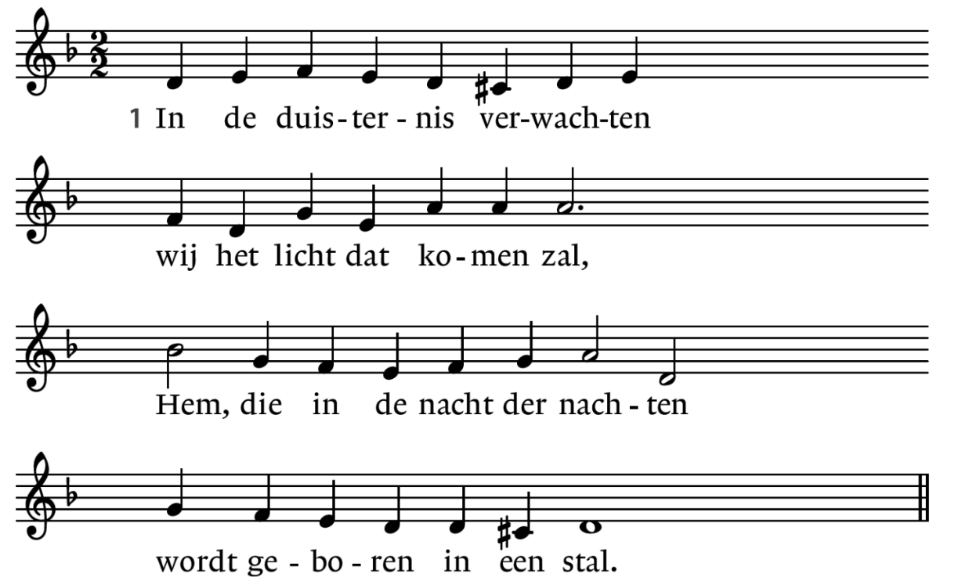 1 In de duis-ter - nis ver-wach-ten
wij het licht dat ko - men zal,
Hem, die in de nacht der nach - ten
wordt ge - bo - ren in een stal.